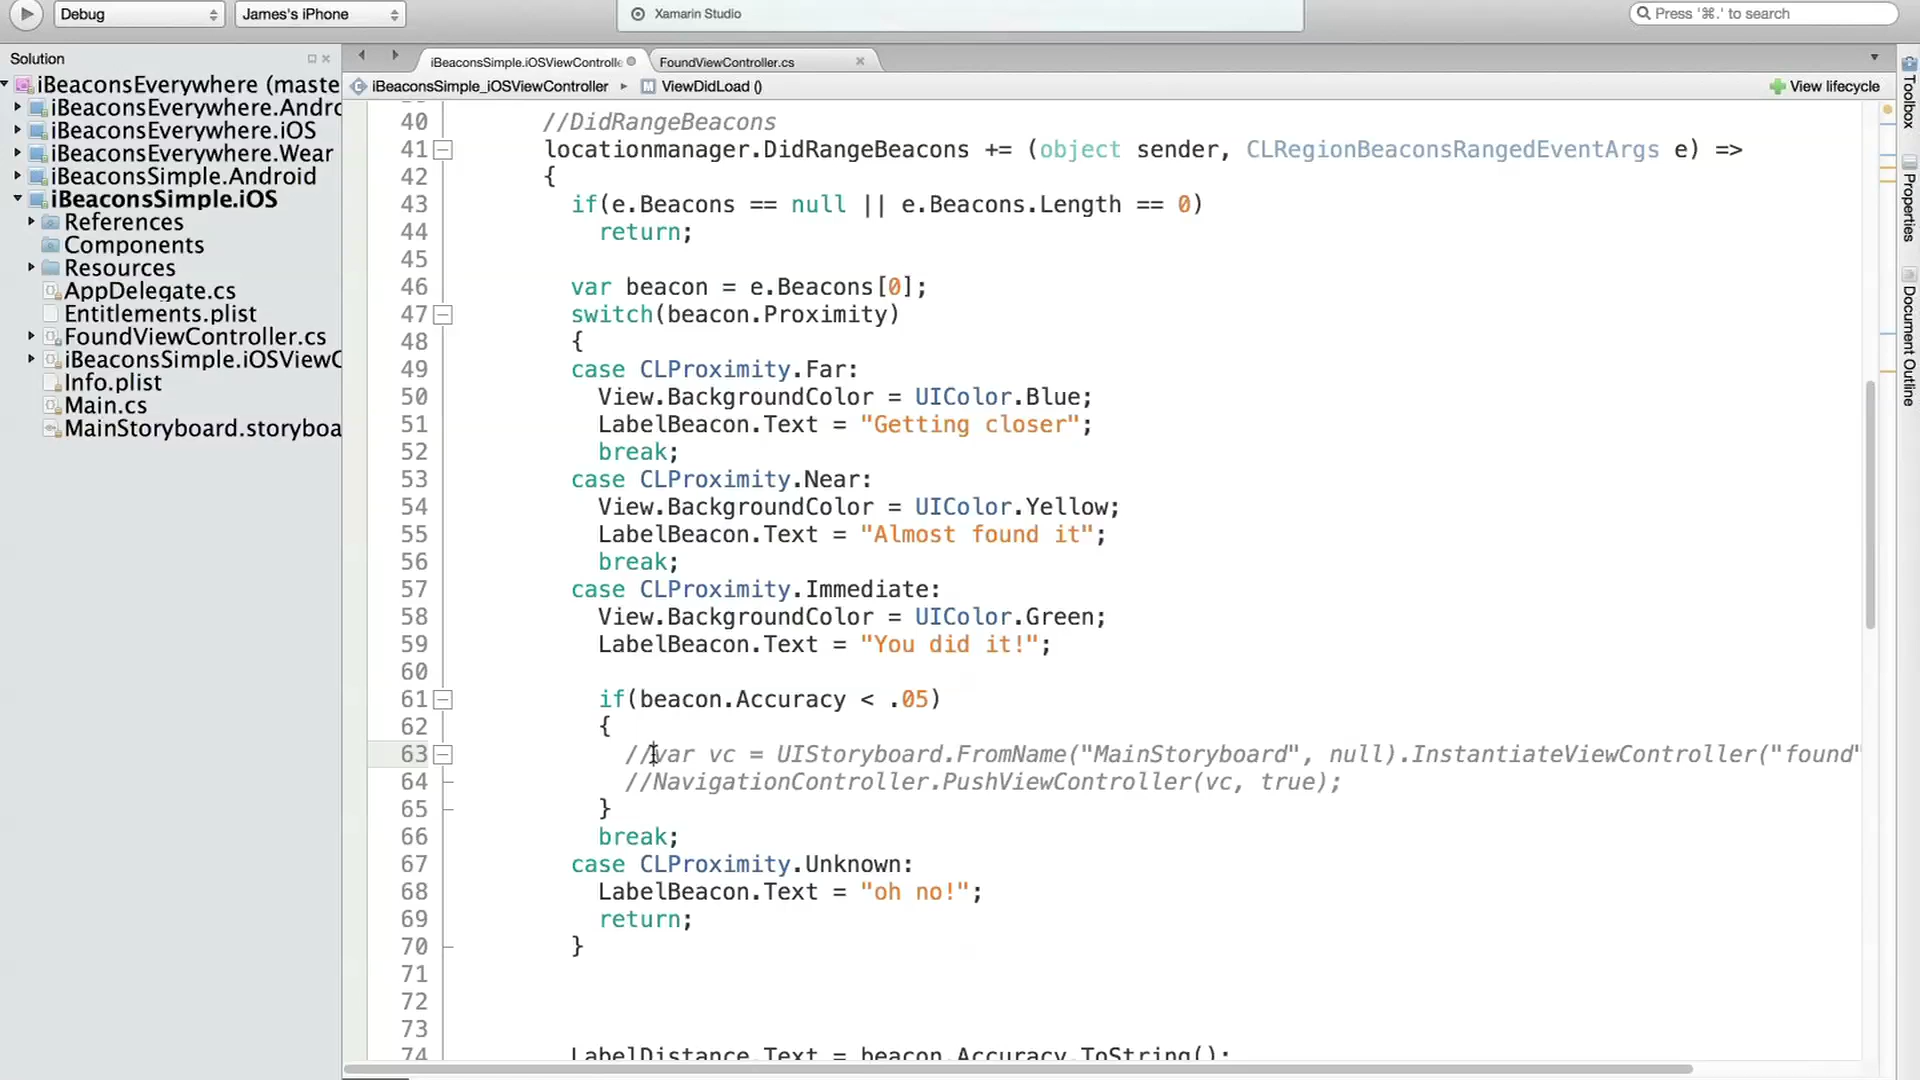 Debug
James's iPhone
Xamarin Studio
Press '⌘.' to search
Solution
iBeaconsSimple.iOSViewControlle
FoundViewController.cs
iBeaconsSimple_iOSViewController
ViewDidLoad ()
View lifecycle
iBeaconsEverywhere (maste
iBeaconsEverywhere.Andro
iBeaconsEverywhere.iOS
iBeaconsEverywhere.Wear
iBeaconsSimple.Android
iBeaconsSimple.iOS
References
Components
Resources
AppDelegate.cs
Entitlements.plist
FoundViewController.cs
iBeaconsSimple.iOSViewC
Info.plist
Main.cs
MainStoryboard.storyboa
40 //DidRangeBeacons
41 locationmanager.DidRangeBeacons += (object sender, CLRegionBeaconsRangedEventArgs e) =>
42 {
43 if(e.Beacons == null || e.Beacons.Length == 0)
44 return;
45
46 var beacon = e.Beacons[0];
47 switch(beacon.Proximity)
48 {
49 case CLProximity.Far:
50 View.BackgroundColor = UIColor.Blue;
51 LabelBeacon.Text = "Getting closer";
52 break;
53 case CLProximity.Near:
54 View.BackgroundColor = UIColor.Yellow;
55 LabelBeacon.Text = "Almost found it";
56 break;
57 case CLProximity.Immediate:
58 View.BackgroundColor = UIColor.Green;
59 LabelBeacon.Text = "You did it!";
60
61 if(beacon.Accuracy < .05)
62 {
63 //var vc = UIStoryboard.FromName("MainStoryboard", null).InstantiateViewController("found"
64 //NavigationController.PushViewController(vc, true);
65 }
66 break;
67 case CLProximity.Unknown:
68 LabelBeacon.Text = "oh no!";
69 return;
70 }
71
72
73
74 LabelDistance.Text = beacon.Accuracy.ToString();
Toolbox
Properties
Document Outline